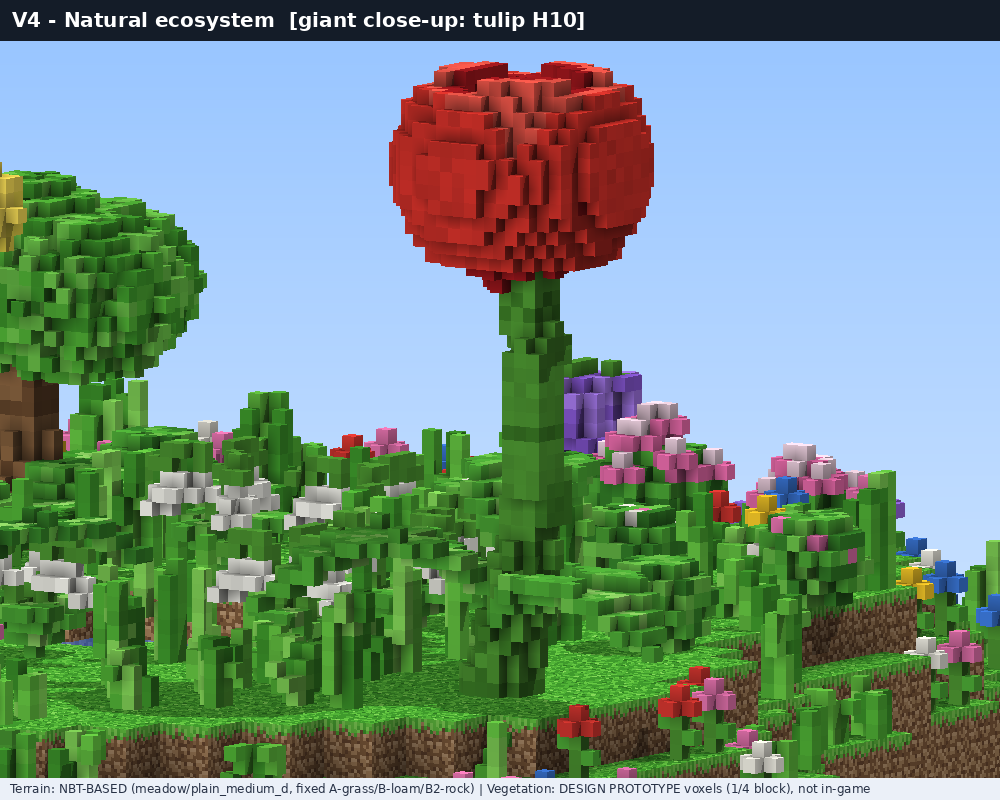 V4 - Natural ecosystem  [giant close-up: tulip H10]
Terrain: NBT-BASED (meadow/plain_medium_d, fixed A-grass/B-loam/B2-rock) | Vegetation: DESIGN PROTOTYPE voxels (1/4 block), not in-game